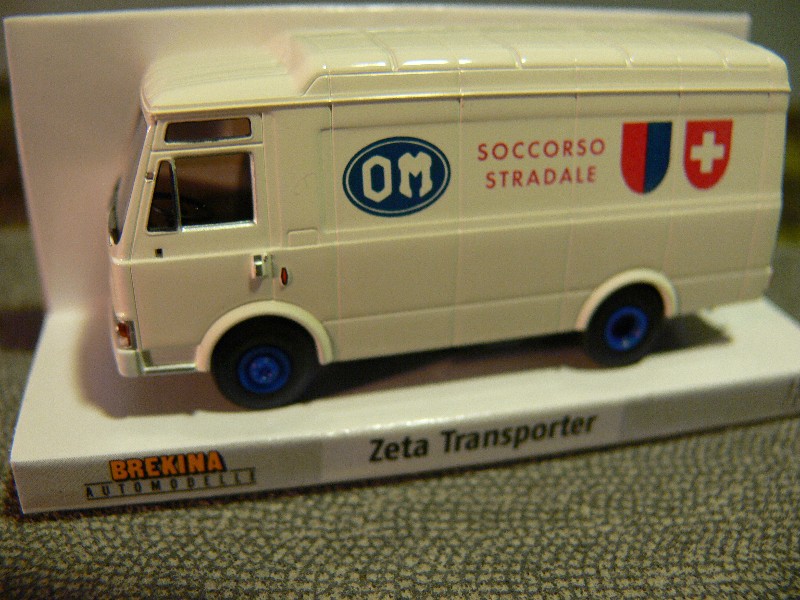 OM
SOCCORSO
STRADALE
BREKINA
AUTOMODELLE
Zeta Transporter